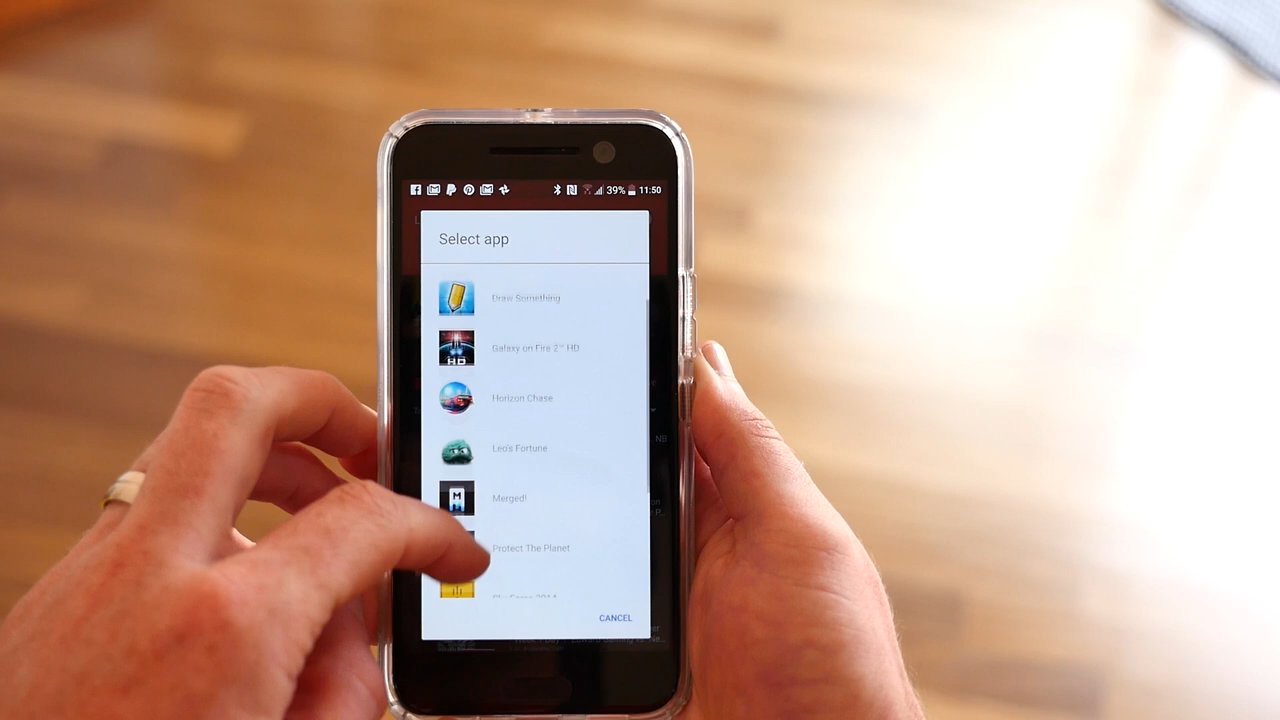 39% 11:50
Select app
Draw Something
Galaxy on Fire 2™ HD
HD
Horizon Chase
Leo's Fortune
M
Merged!
Protect The Planet
CANCEL